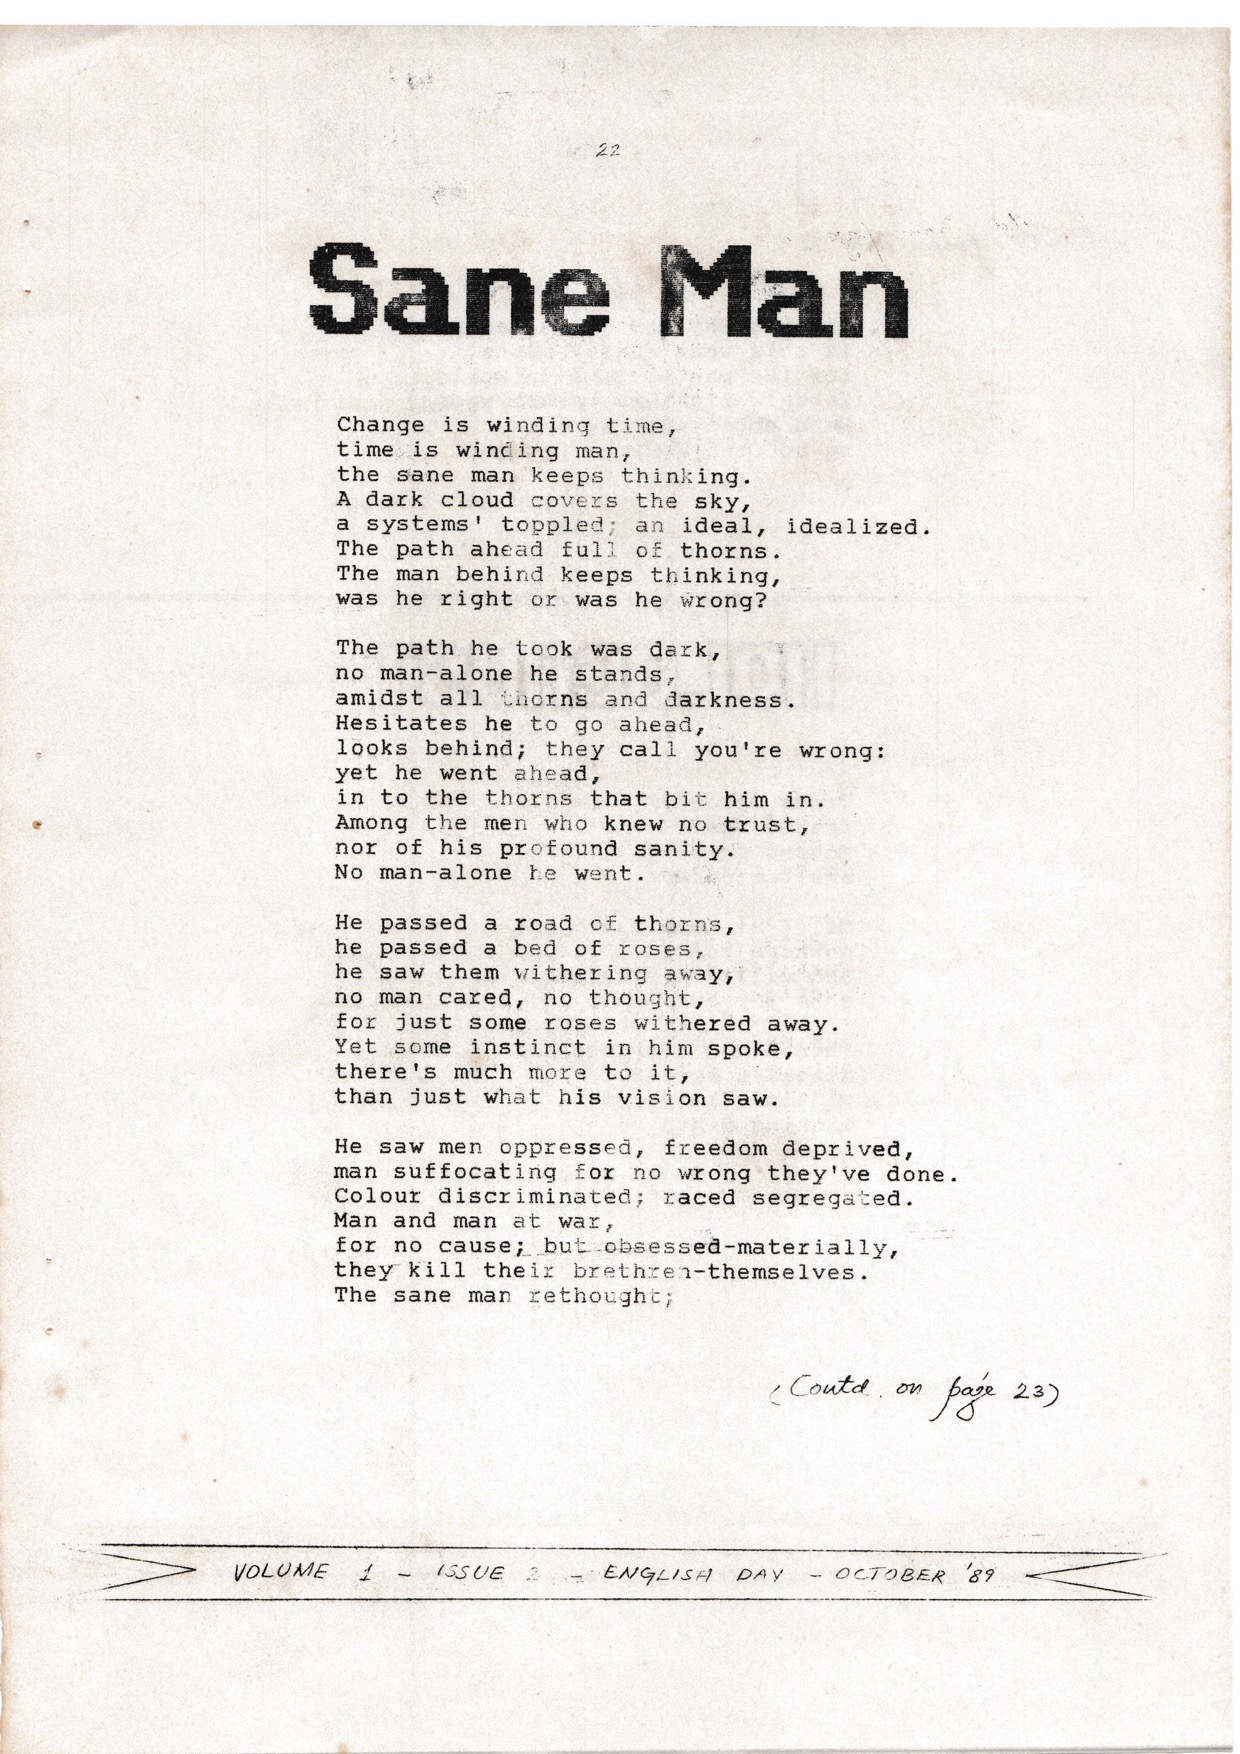 22
Sane Man
Change is winding time,
time is winding man,
the sane man keeps thinking.
A dark cloud covers the sky,
a systems' toppled; an ideal, idealized.
The path ahead full of thorns.
The man behind keeps thinking,
was he right or was he wrong?
The path he took was dark,
no man-alone he stands,
amidst all thorns and darkness.
Hesitates he to go ahead,
looks behind; they call you're wrong:
yet he went ahead,
in to the thorns that bit him in.
Among the men who knew no trust,
nor of his profound sanity.
No man-alone he went.
He passed a road of thorns,
he passed a bed of roses,
he saw them withering away,
no man cared, no thought,
for just some roses withered away.
Yet some instinct in him spoke,
there's much more to it,
than just what his vision saw.
He saw men oppressed, freedom deprived,
man suffocating for no wrong they've done.
Colour discriminated; raced segregated.
Man and man at war,
for no cause; but obsessed-materially,
they kill their brethren-themselves.
The sane man rethought;
(Contd. on page 23)
VOLUME 1 - ISSUE 2 - ENGLISH DAY - OCTOBER '89